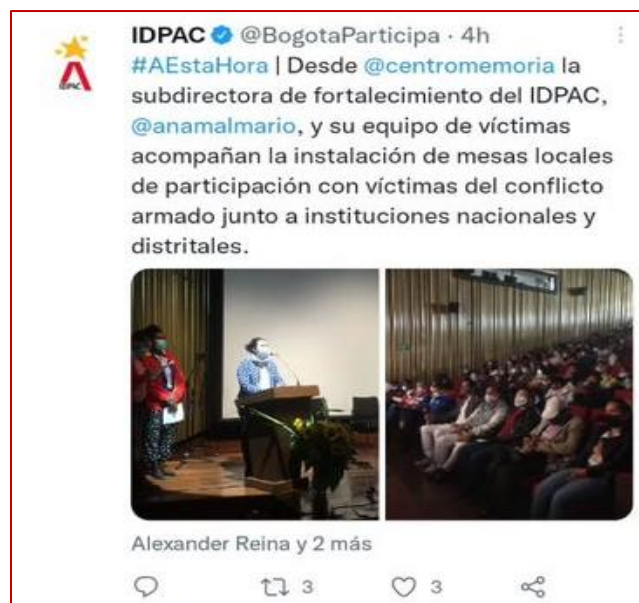 IDPAC @BogotaParticipa · 4h
IDPAC
#AEstaHora | Desde @centromemoria la
subdirectora de fortalecimiento del IDPAC,
@anamalmario, y su equipo de víctimas
acompañan la instalación de mesas locales
de participación con víctimas del conflicto
armado junto a instituciones nacionales y
distritales.
Alexander Reina y 2 más
3 3